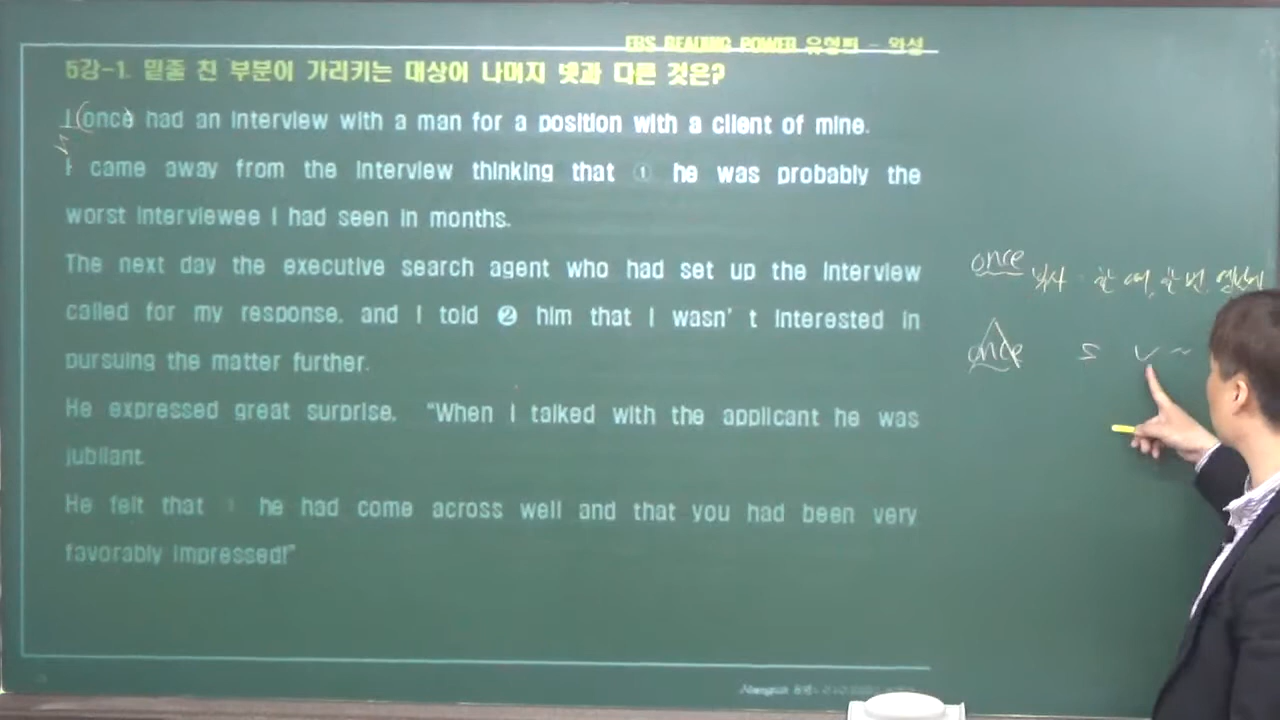 EBS READING POWER 유형편 - 완성
5강-1. 밑줄 친 부분이 가리키는 대상이 나머지 넷과 다른 것은?
I (once) had an interview with a man for a position with a client of mine.
I came away from the interview thinking that ① he was probably the
worst interviewee I had seen in months.
The next day the executive search agent who had set up the interview
called for my response, and I told ❷ him that I wasn't interested in
pursuing the matter further.
He expressed great surprise. "When I talked with the applicant he was
jubilant.
He felt that he had come across well and that you had been very
favorably impressed!"
once 부사 한 때, 한 번
once S V ~